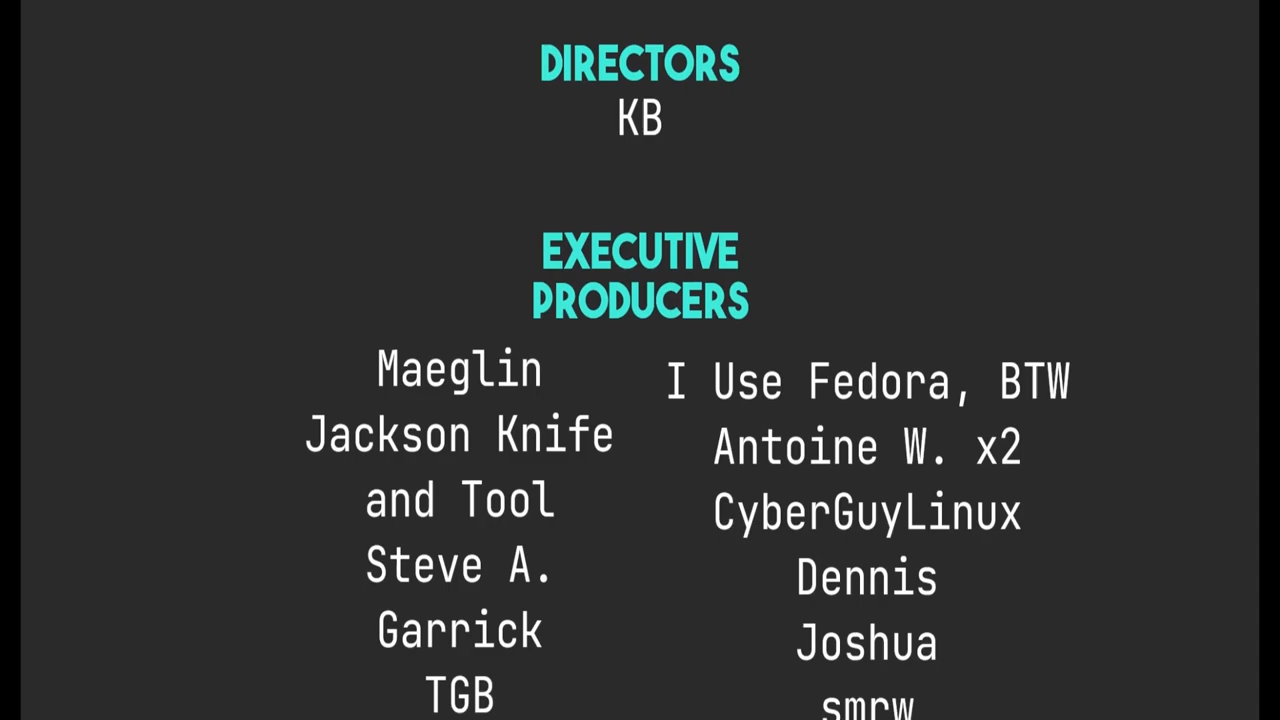 DIRECTORS
KB
EXECUTIVE
PRODUCERS
Maeglin
Jackson Knife
and Tool
Steve A.
Garrick
TGB
I Use Fedora, BTW
Antoine W. x2
CyberGuyLinux
Dennis
Joshua
smrw